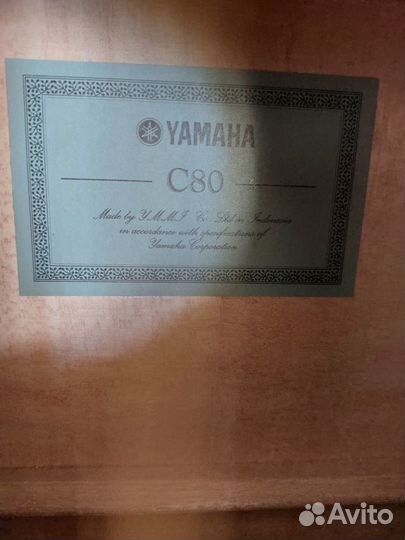 YAMAHA
C80
Made by Y.M.M.I. Co. Ltd in Indonesia
in accordance with specifications of
Yamaha Corporation
Avito